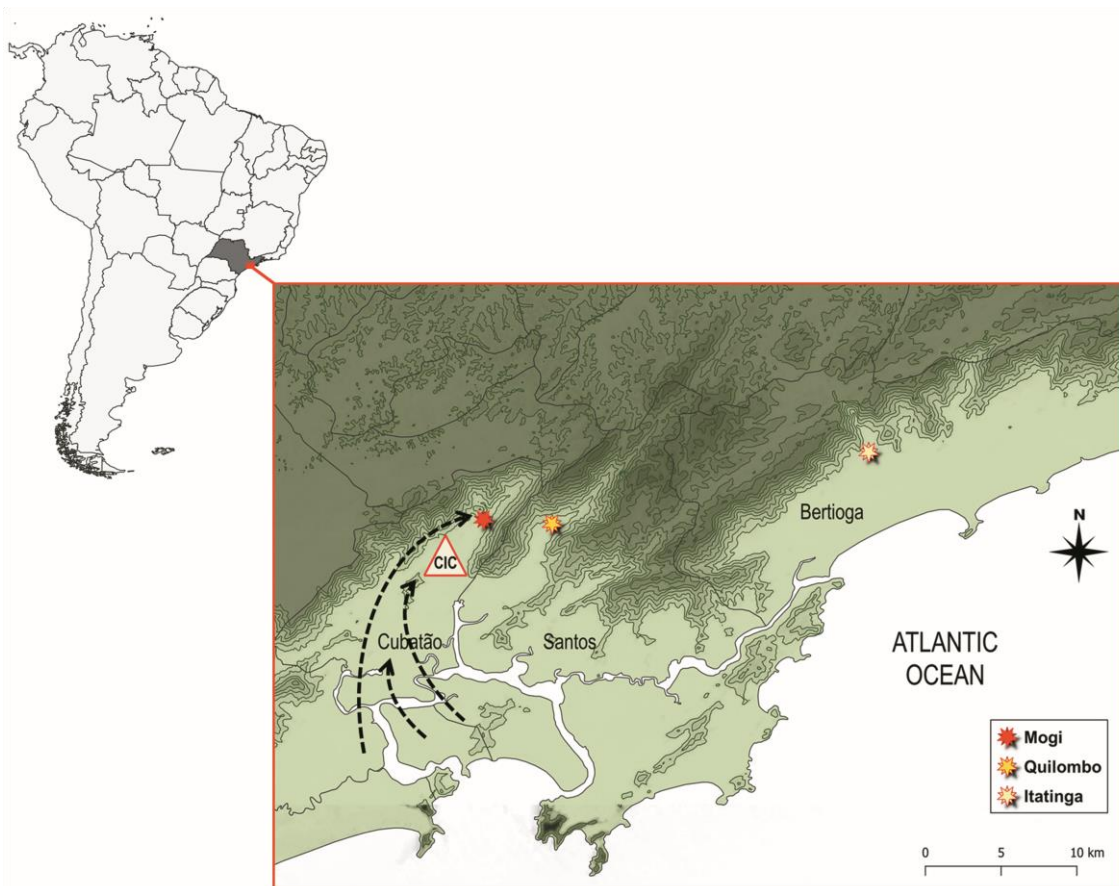 Bertioga
N
CIC
Cubatão
Santos
ATLANTIC
OCEAN
Mogi
Quilombo
Itatinga
0 5 10 km